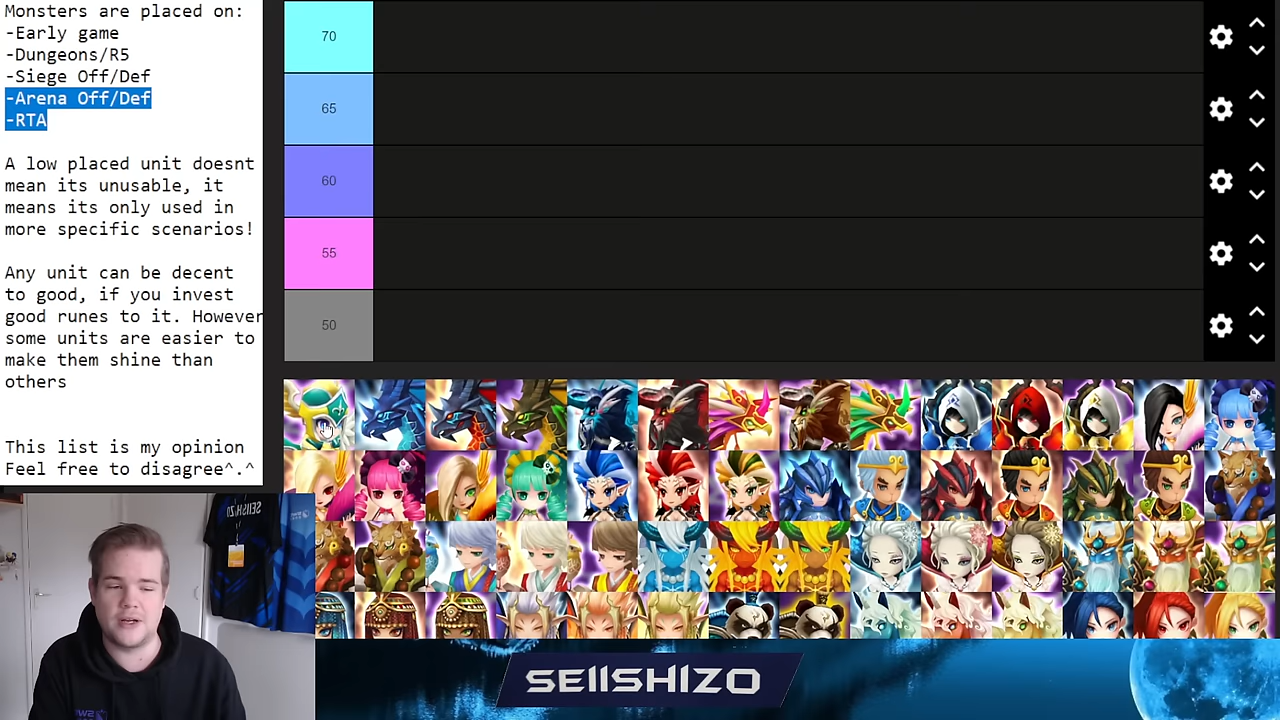 Monsters are placed on:
-Early game
-Dungeons/R5
-Siege Off/Def
-Arena Off/Def
-RTA
A low placed unit doesnt
mean its unusable, it
means its only used in
more specific scenarios!
Any unit can be decent
to good, if you invest
good runes to it. However
some units are easier to
make them shine than
others
This list is my opinion
Feel free to disagree^.^
70
65
60
55
50
SEIISHIZO
SEIISHIZO